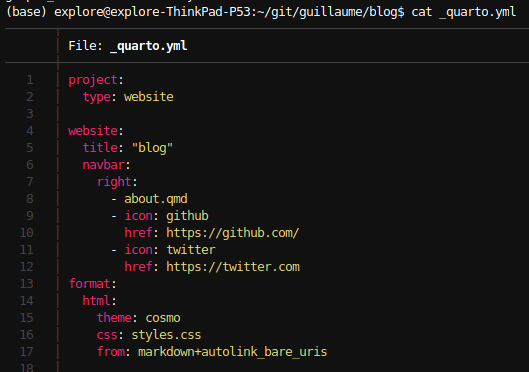 (base) explore@explore-ThinkPad-P53:~/git/guillaume/blog$ cat _quarto.yml
File: _quarto.yml
1 project:
2   type: website
3
4 website:
5   title: "blog"
6   navbar:
7     right:
8       - about.qmd
9       - icon: github
10         href: https://github.com/
11       - icon: twitter
12         href: https://twitter.com
13 format:
14   html:
15     theme: cosmo
16     css: styles.css
17     from: markdown+autolink_bare_uris
18